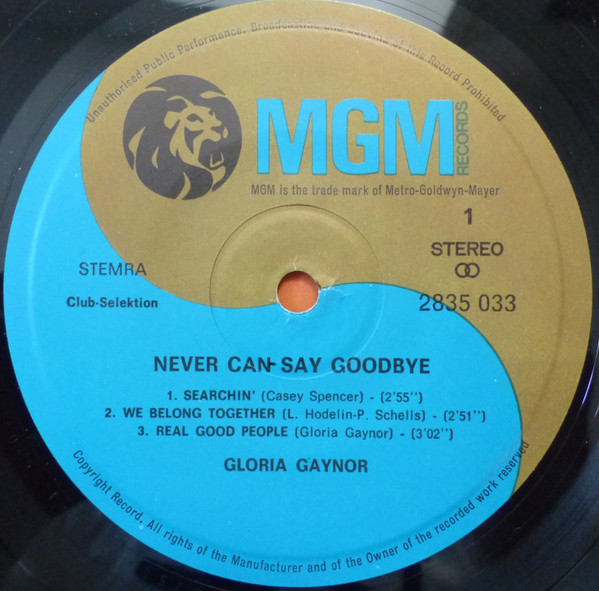 Unauthorised Public Performance, Broadcasting and Copying of this Record Prohibited
MGM
RECORDS
MGM is the trade mark of Metro-Goldwyn-Mayer
1
STEMRA
STEREO
Club-Selektion
2835 033
NEVER CAN SAY GOODBYE
1. SEARCHIN' (Casey Spencer) - (2'55'')
2. WE BELONG TOGETHER (L. Hodelin-P. Schells) - (2'51'')
3. REAL GOOD PEOPLE (Gloria Gaynor) - (3'02'')
GLORIA GAYNOR
Copyright Record. All rights of the Manufacturer and of the Owner of the recorded work reserved